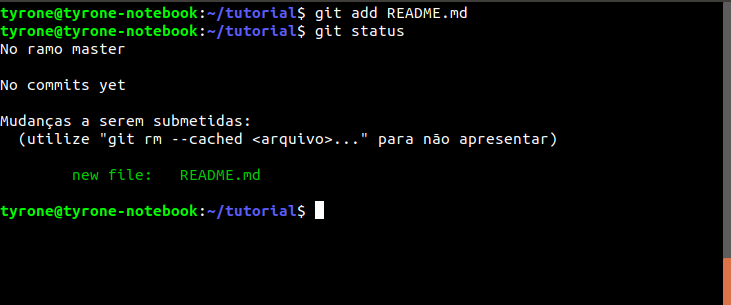 tyrone@tyrone-notebook:~/tutorial$ git add README.md
tyrone@tyrone-notebook:~/tutorial$ git status
No ramo master
No commits yet
Mudanças a serem submetidas:
  (utilize "git rm --cached <arquivo>..." para não apresentar)
        new file:   README.md
tyrone@tyrone-notebook:~/tutorial$